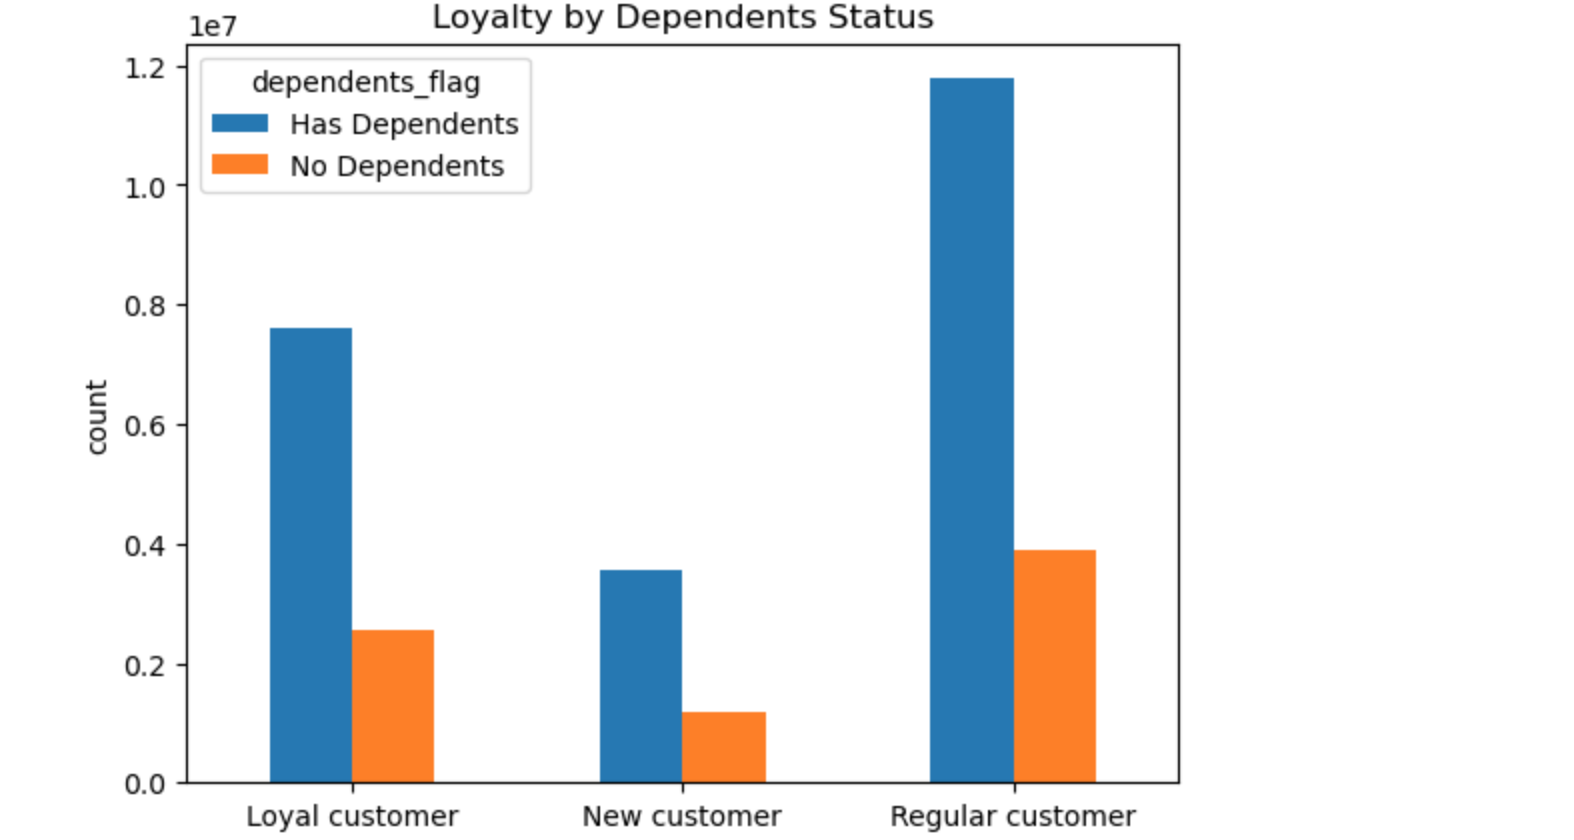 Loyalty by Dependents Status
1e7
dependents_flag
Has Dependents
No Dependents
1.2
1.0
0.8
0.6
0.4
0.2
0.0
count
Loyal customer
New customer
Regular customer